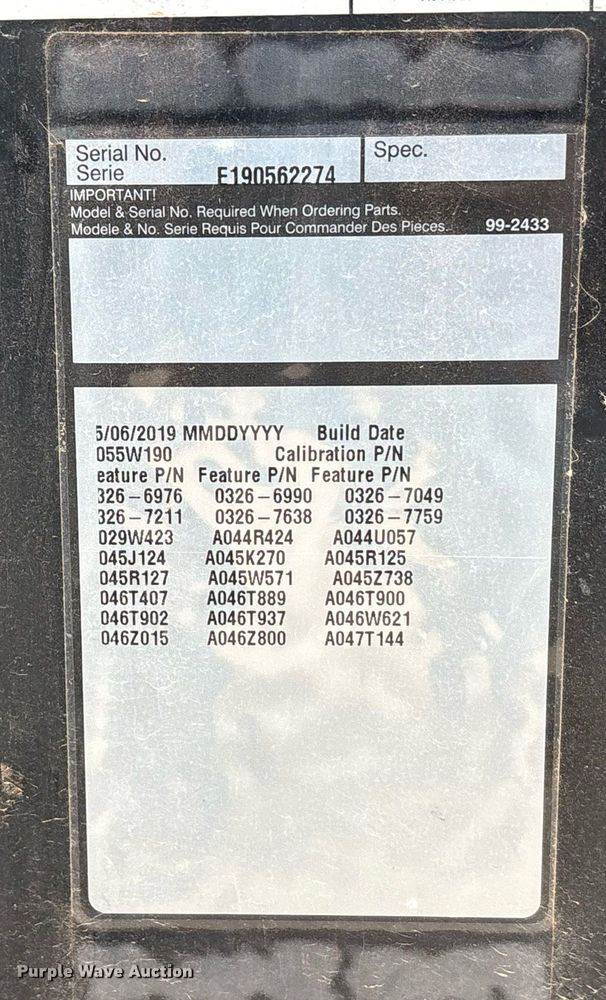 Serial No.
Serie E190562274
Spec.
IMPORTANT!
Model & Serial No. Required When Ordering Parts.
Modele & No. Serie Requis Pour Commander Des Pieces. 99-2433
5/06/2019 MMDDYYYY Build Date
055W190 Calibration P/N
eature P/N Feature P/N Feature P/N
326-6976 0326-6990 0326-7049
326-7211 0326-7638 0326-7759
029W423 A044R424 A044U057
045J124 A045K270 A045R125
045R127 A045W571 A045Z738
046T407 A046T889 A046T900
046T902 A046T937 A046W621
046Z015 A046Z800 A047T144
Purple Wave Auction